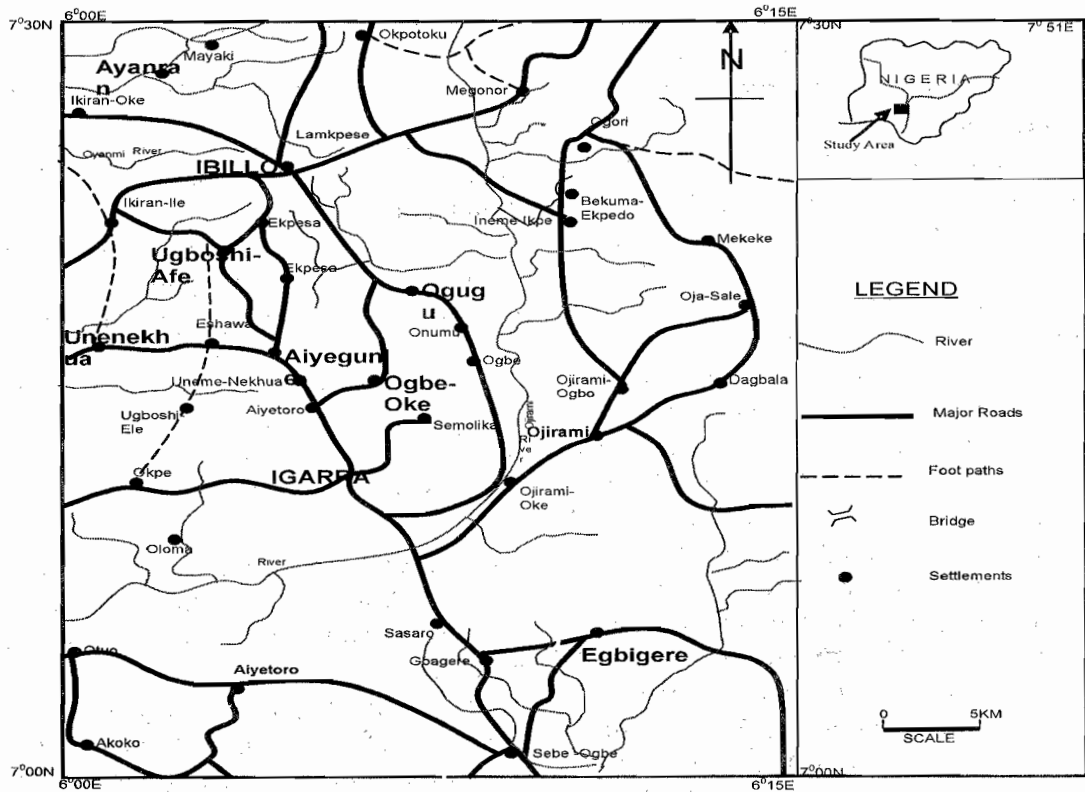 7°30N
6°00E
6°15E
7°30N
7°51E
Okpotoku
Mayaki
Ayanra
n
Megonor
Ikiran-Oke
N
NIGERIA
Study Area
Ogori
Lamkpese
Oyanmi River
IBILLO
Ikiran-Ile
Bekuma-
Ekpedo
Ineme Ikpe
Ekpesa
Mekeke
Ugboshi-
Afe
Ekpesa
Ogug
u
Oja-Sale
LEGEND
Unenekh
ua
Eshawa
Onumu
River
Aiyegunl
e
Ogbe
Uneme-Nekhua
Ogbe-
Oke
Ojirami-
Ogbo
Dagbala
Ugboshi-
Ele
Aiyetoro
Semolika
Ojirami
Ri
ve
r
Ojirami
Major Roads
Okpe
IGARRA
Foot paths
Ojirami-
Oke
Bridge
Oloma
River
Settlements
Sasaro
Gbagere
Egbigere
Otuo
Aiyetoro
0 5KM
SCALE
Akoko
Sebe-Ogbe
7°00N
6°00E
6°15E
7°00N